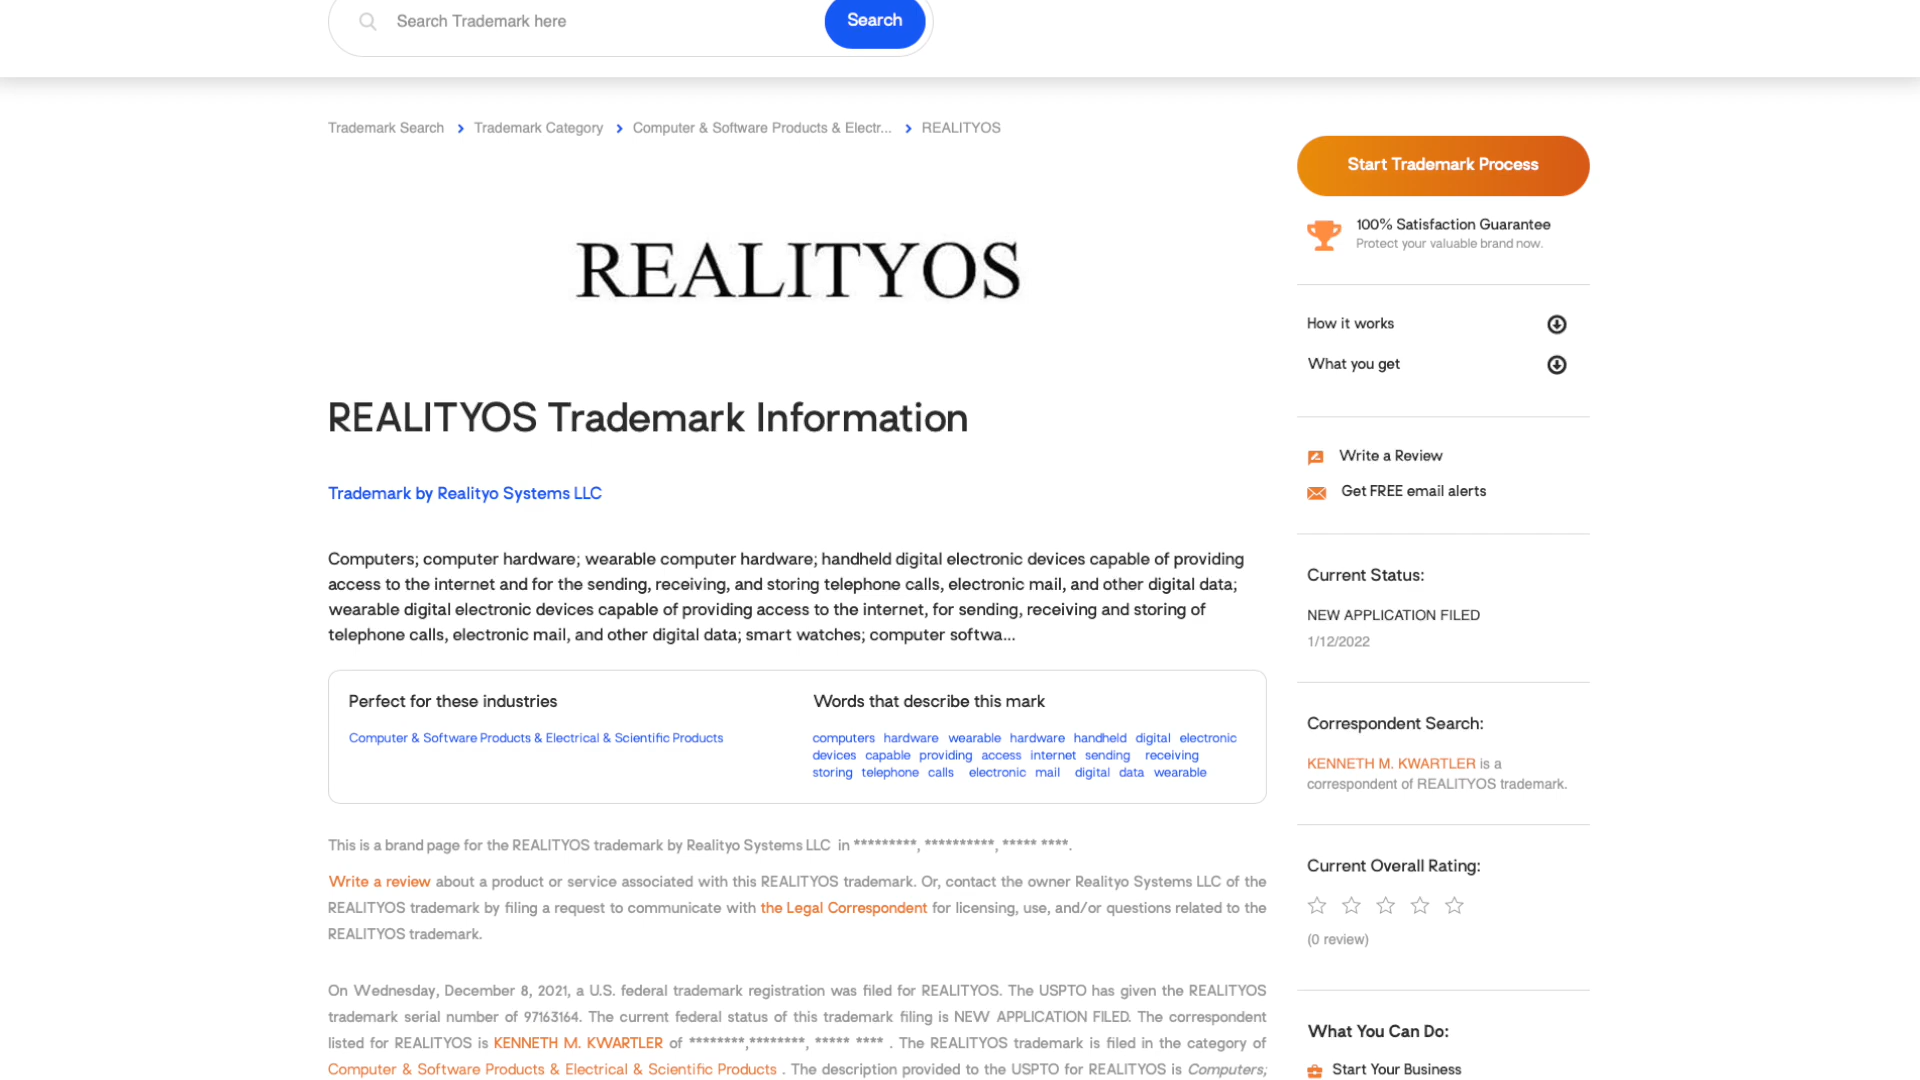 Search Trademark here
Search
Trademark Search > Trademark Category > Computer & Software Products & Electr... > REALITYOS
REALITYOS
REALITYOS Trademark Information
Trademark by Realityo Systems LLC
Computers; computer hardware; wearable computer hardware; handheld digital electronic devices capable of providing
access to the internet and for the sending, receiving, and storing telephone calls, electronic mail, and other digital data;
wearable digital electronic devices capable of providing access to the internet, for sending, receiving and storing of
telephone calls, electronic mail, and other digital data; smart watches; computer softwa...
Perfect for these industries
Computer & Software Products & Electrical & Scientific Products
Words that describe this mark
computers hardware wearable hardware handheld digital electronic
devices capable providing access internet sending receiving
storing telephone calls electronic mail digital data wearable
This is a brand page for the REALITYOS trademark by Realityo Systems LLC in *********, **********, ***** ****.
Write a review about a product or service associated with this REALITYOS trademark. Or, contact the owner Realityo Systems LLC of the
REALITYOS trademark by filing a request to communicate with the Legal Correspondent for licensing, use, and/or questions related to the
REALITYOS trademark.
On Wednesday, December 8, 2021, a U.S. federal trademark registration was filed for REALITYOS. The USPTO has given the REALITYOS
trademark serial number of 97163164. The current federal status of this trademark filing is NEW APPLICATION FILED. The correspondent
listed for REALITYOS is KENNETH M. KWARTLER of ********,********, ***** **** . The REALITYOS trademark is filed in the category of
Computer & Software Products & Electrical & Scientific Products . The description provided to the USPTO for REALITYOS is Computers;
Start Trademark Process
100% Satisfaction Guarantee
Protect your valuable brand now.
How it works
What you get
Write a Review
Get FREE email alerts
Current Status:
NEW APPLICATION FILED
1/12/2022
Correspondent Search:
KENNETH M. KWARTLER is a
correspondent of REALITYOS trademark.
Current Overall Rating:
(0 review)
What You Can Do:
Start Your Business